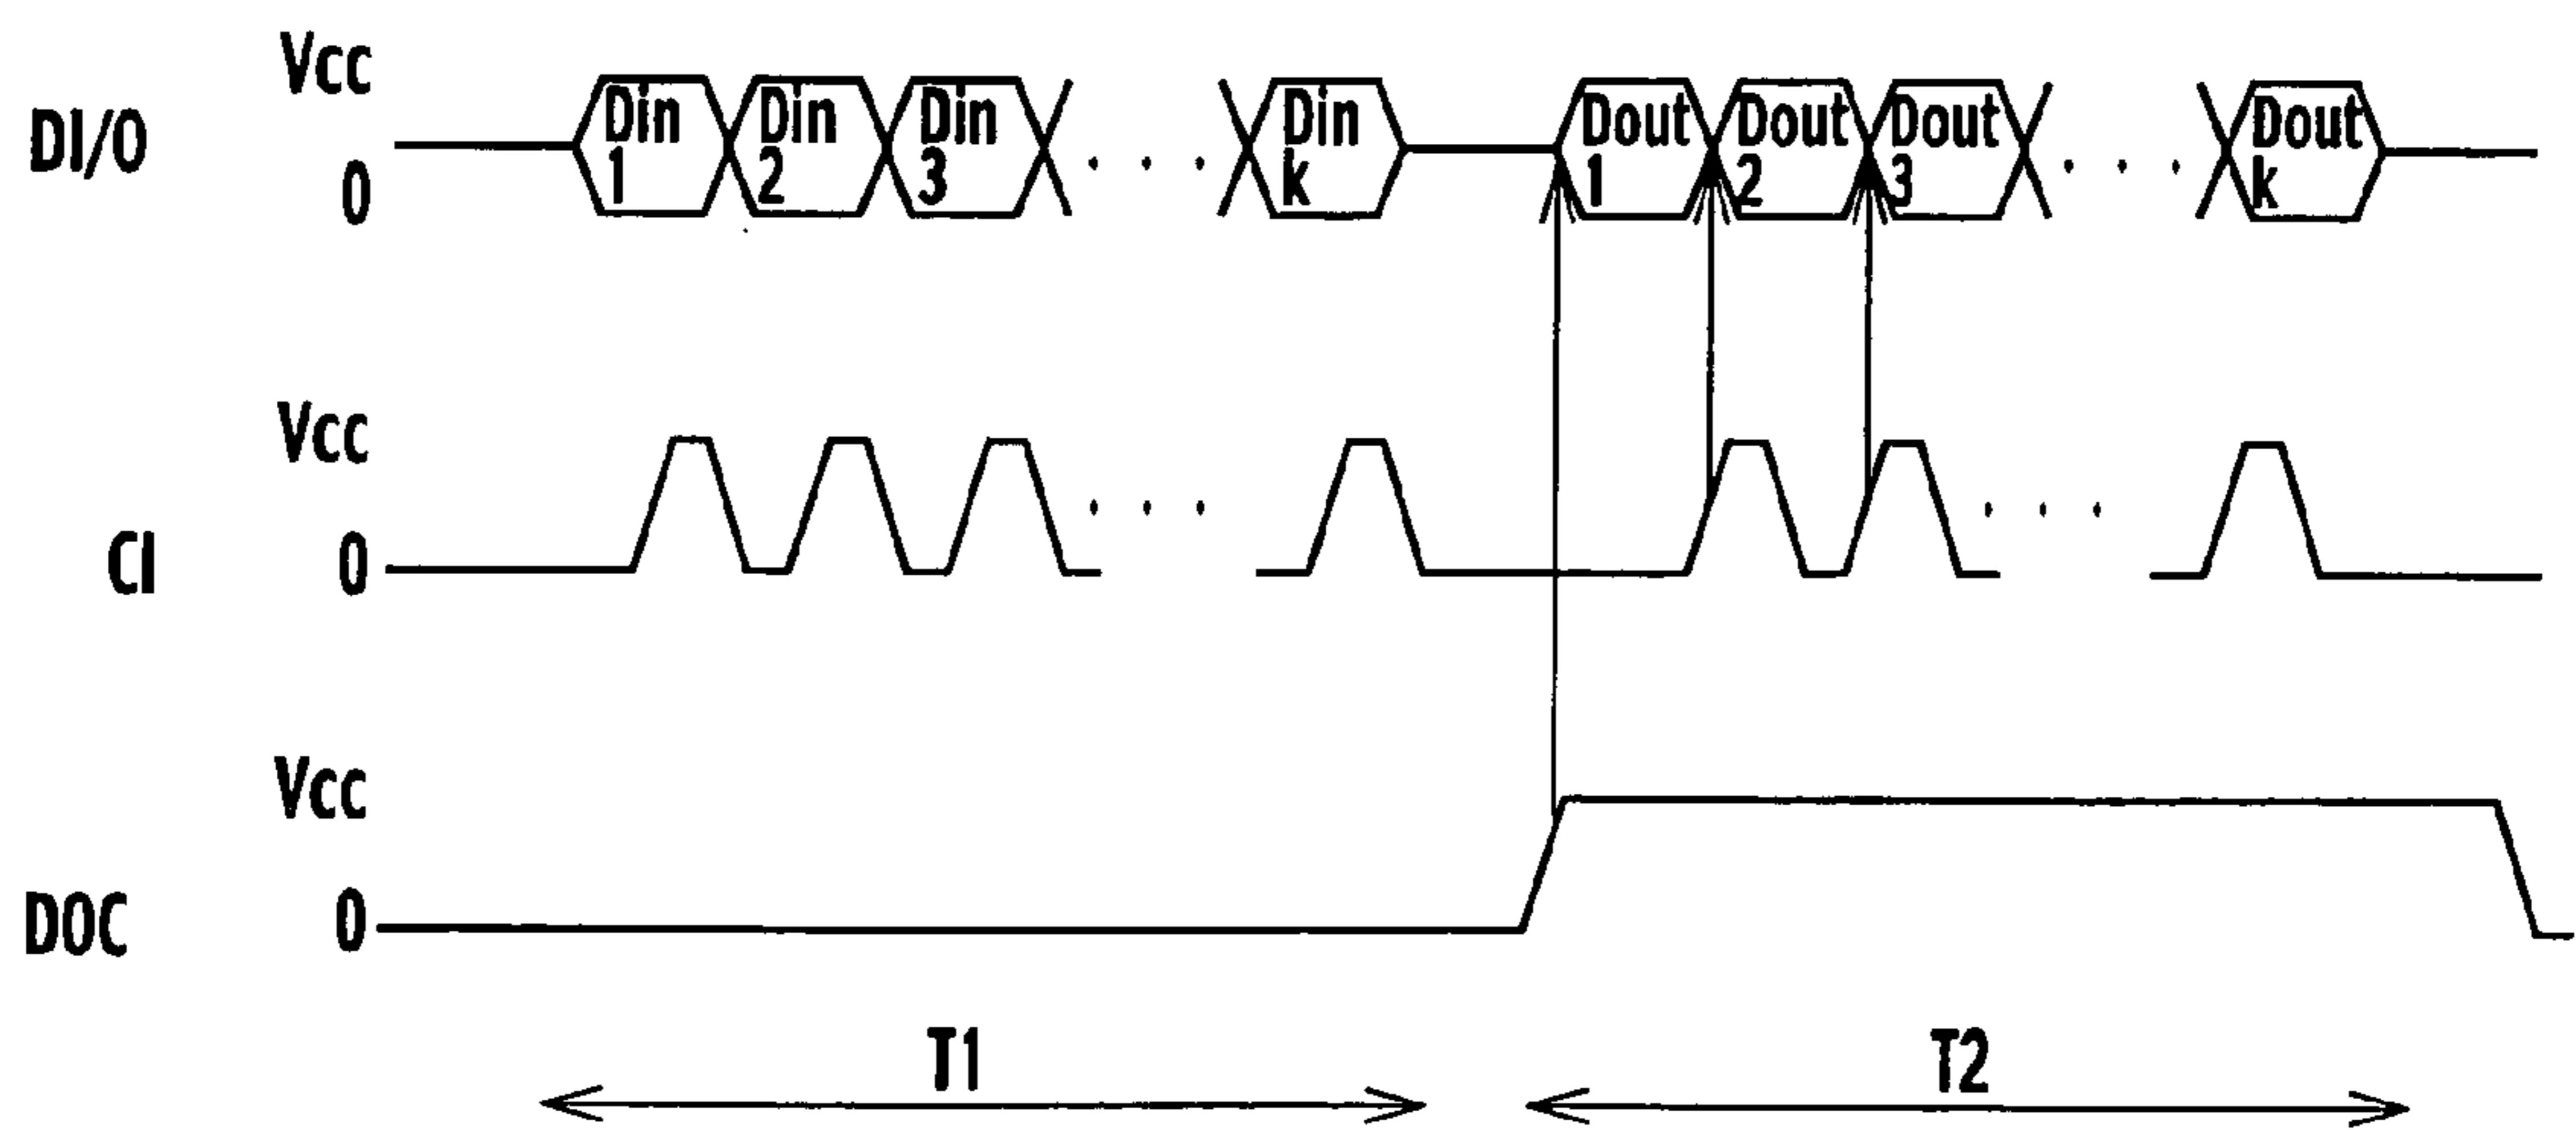 Vcc
DI/O
0
Din 1
Din 2
Din 3
. . .
Din k
Dout 1
Dout 2
Dout 3
. . .
Dout k
Vcc
CI
0
. . .
. . .
Vcc
DOC
0
T1
T2